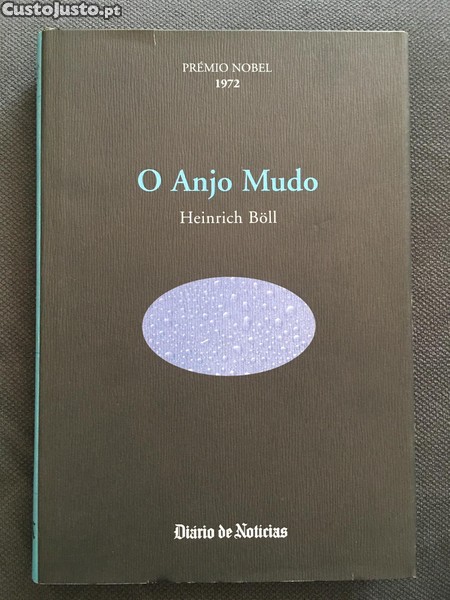 CustoJusto.pt
PRÉMIO NOBEL
1972
O Anjo Mudo
Heinrich Böll
Diário de Notícias